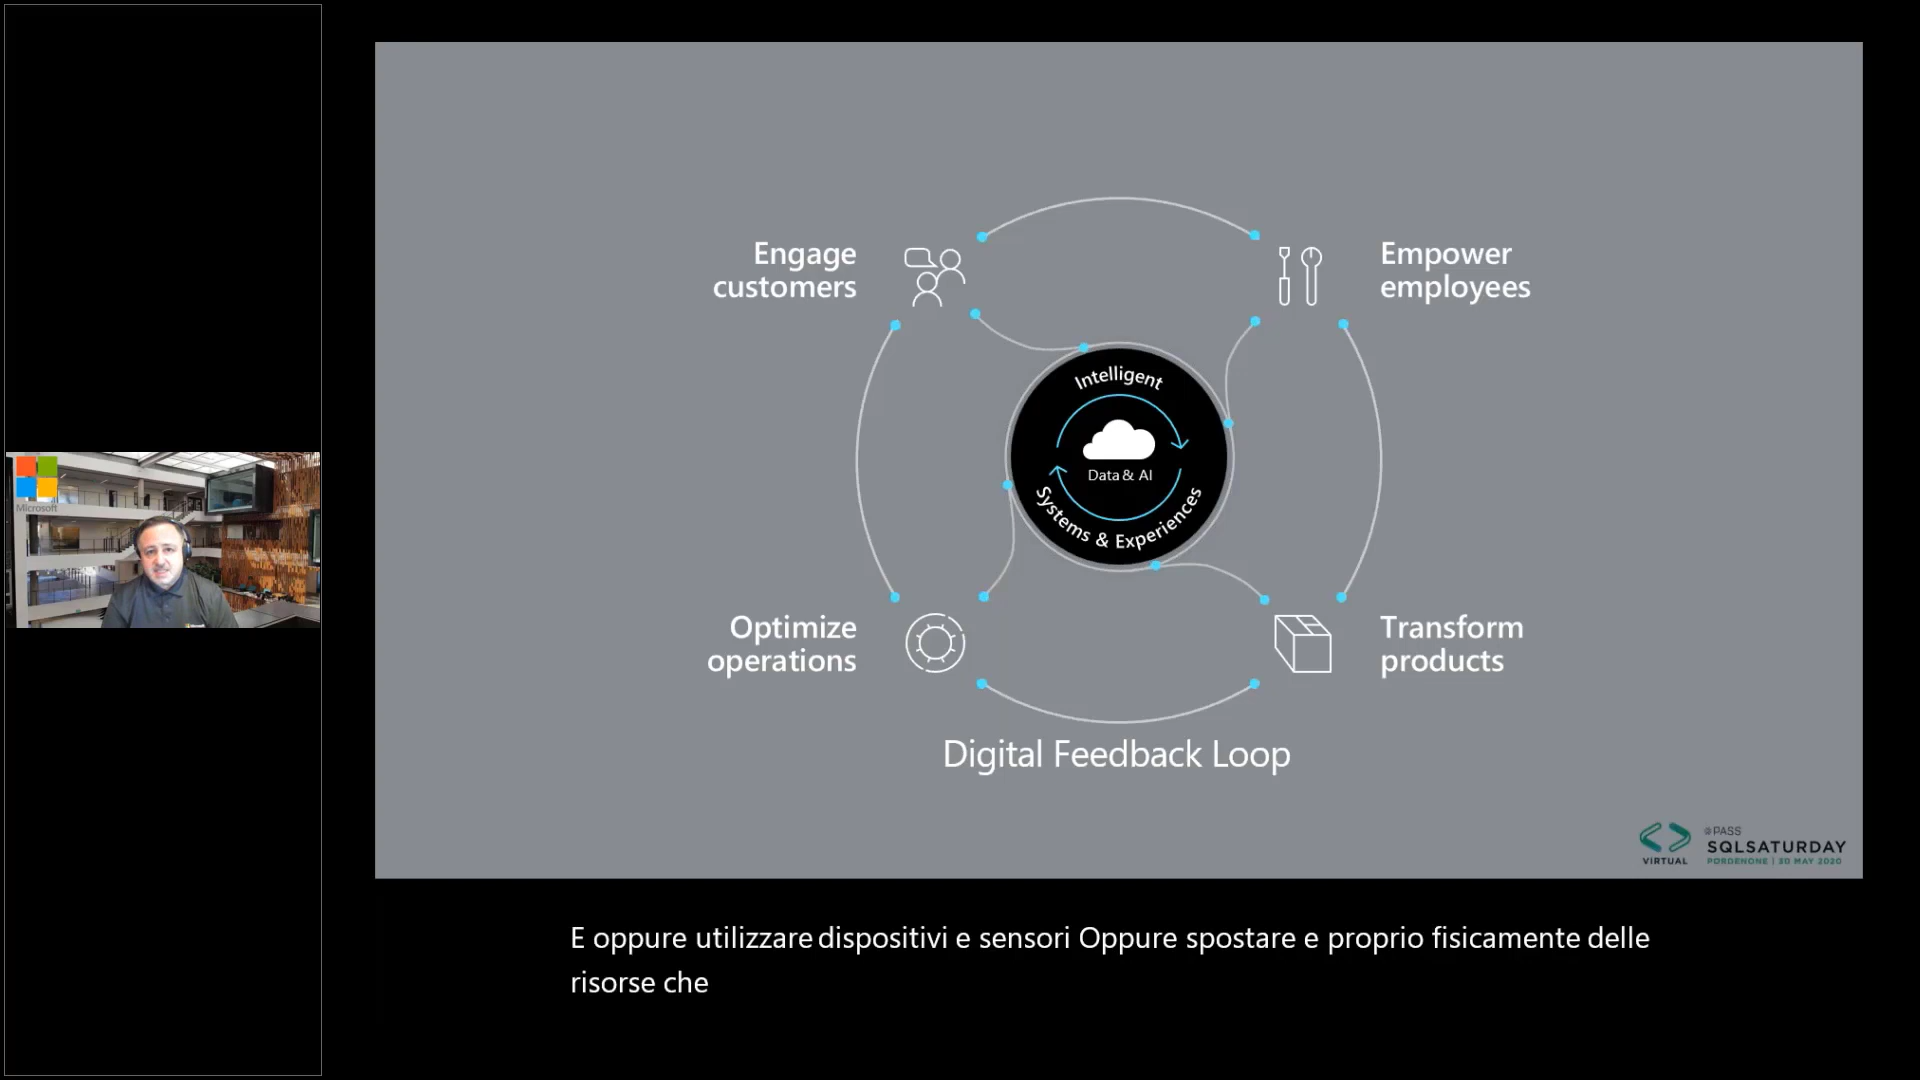 Microsoft
Engage
customers
Empower
employees
Intelligent
Data & AI
Systems & Experiences
Optimize
operations
Transform
products
Digital Feedback Loop
VIRTUAL
@PASS
SQLSATURDAY
PORDENONE | 30 MAY 2020
E oppure utilizzare dispositivi e sensori Oppure spostare e proprio fisicamente delle
risorse che